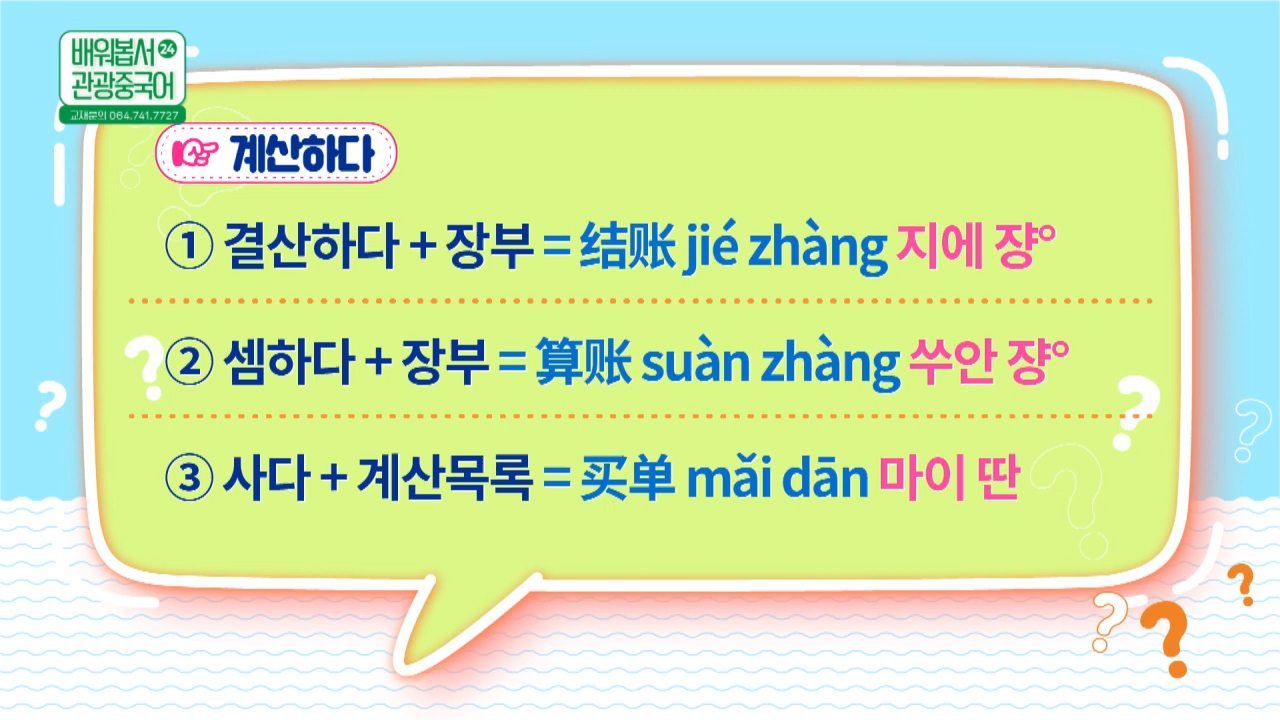 배워봅서 24
관광중국어
교재문의 064.741.7727
계산하다
① 결산하다 + 장부 = 结账 jié zhàng 지에 쟝°
② 셈하다 + 장부 = 算账 suàn zhàng 쑤안 쟝°
③ 사다 + 계산목록 = 买单 mǎi dān 마이 딴